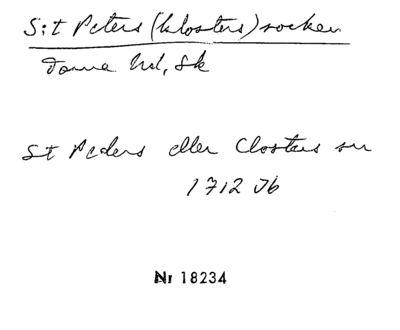 S:t Peters (klosters) socken
Torna hd, Sk
St Peders eller Closters sn
1712 Jb
Nr 18234